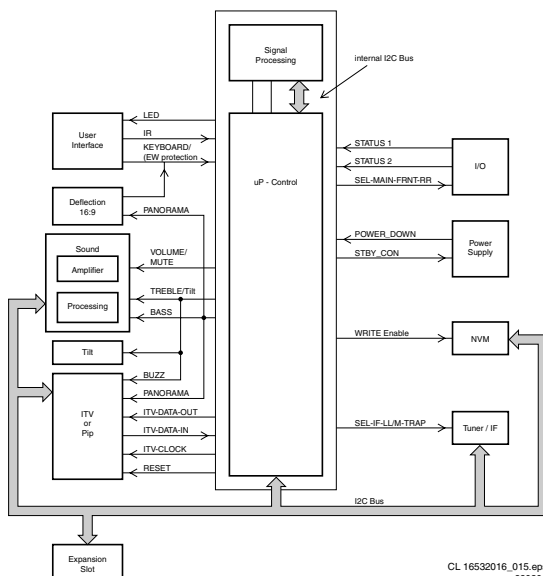 Signal
Processing
internal I2C Bus
LED
IR
KEYBOARD/
(EW protection
User
Interface
STATUS 1
STATUS 2
SEL-MAIN-FRNT-RR
I/O
uP - Control
Deflection
16:9
PANORAMA
Sound
Amplifier
Processing
VOLUME/
MUTE
TREBLE/Tilt
BASS
POWER_DOWN
STBY_CON
Power
Supply
WRITE Enable
NVM
Tilt
BUZZ
PANORAMA
ITV-DATA-OUT
ITV-DATA-IN
ITV-CLOCK
RESET
ITV
or
Pip
SEL-IF-LL/M-TRAP
Tuner / IF
I2C Bus
Expansion
Slot
CL 16532016_015.eps